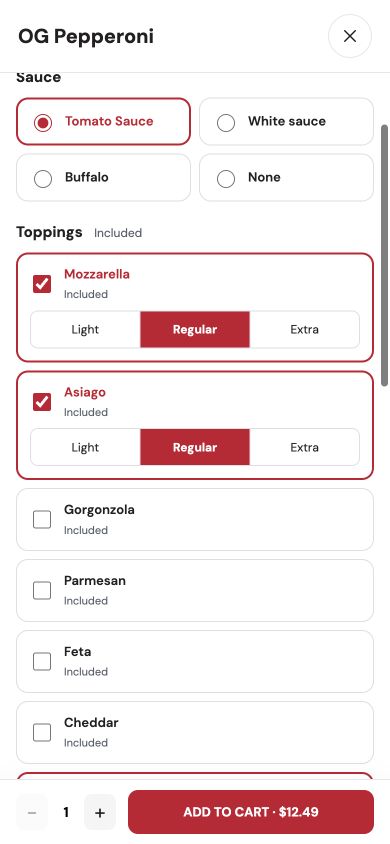 OG Pepperoni
Sauce
Tomato Sauce
White sauce
Buffalo
None
Toppings Included
Mozzarella
Included
Light Regular Extra
Asiago
Included
Light Regular Extra
Gorgonzola
Included
Parmesan
Included
Feta
Included
Cheddar
Included
− 1 + ADD TO CART · $12.49